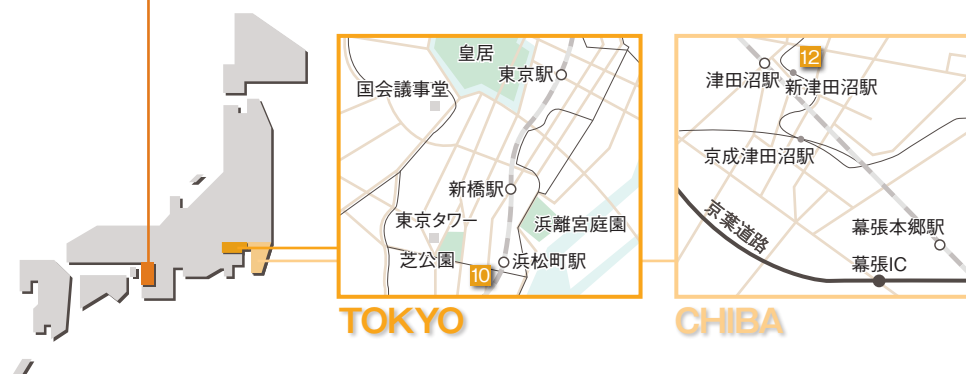 皇居
東京駅
国会議事堂
新橋駅
東京タワー
浜離宮庭園
芝公園
浜松町駅
10
TOKYO
12
津田沼駅
新津田沼駅
京成津田沼駅
京葉道路
幕張本郷駅
幕張IC
CHIBA